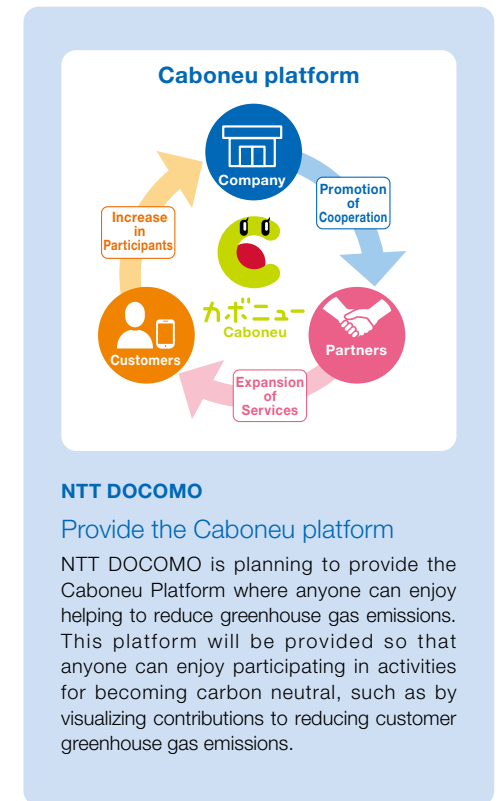 Caboneu platform
Company
Promotion
of
Cooperation
Increase
in
Participants
カボニュー
Caboneu
Customers
Partners
Expansion
of
Services
NTT DOCOMO
Provide the Caboneu platform
NTT DOCOMO is planning to provide the
Caboneu Platform where anyone can enjoy
helping to reduce greenhouse gas emissions.
This platform will be provided so that
anyone can enjoy participating in activities
for becoming carbon neutral, such as by
visualizing contributions to reducing customer
greenhouse gas emissions.